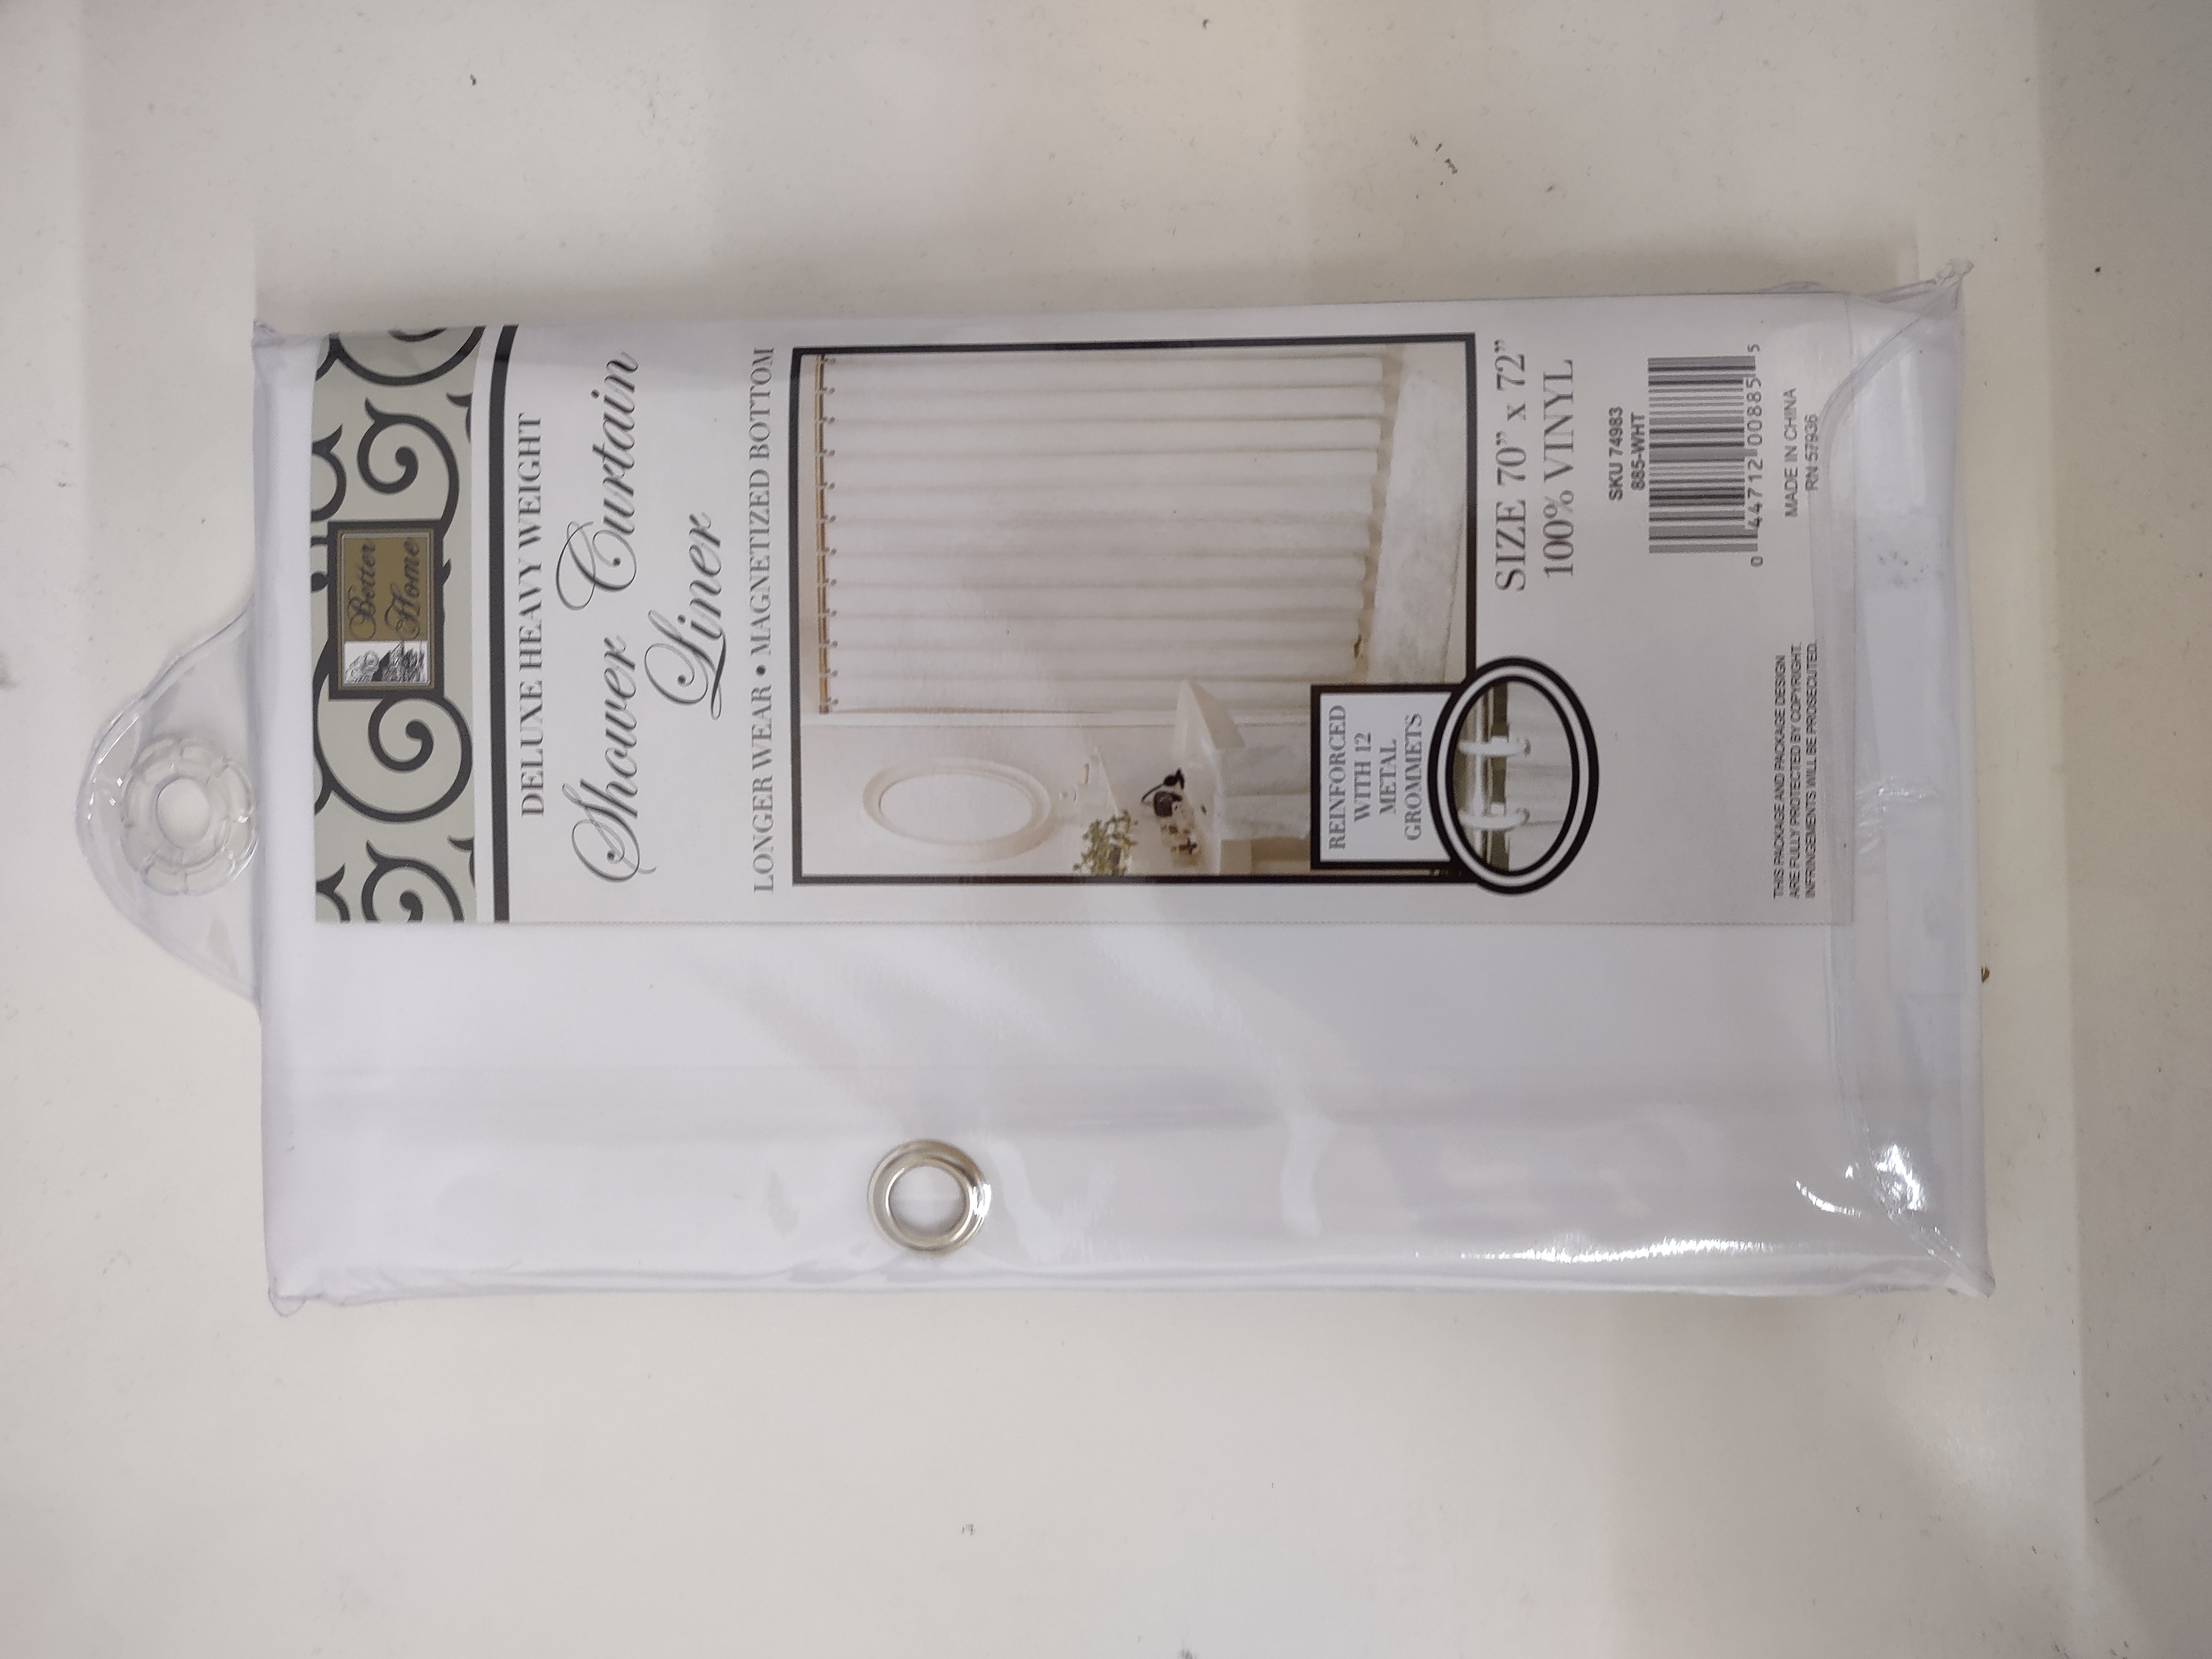 Better
Home
DELUXE HEAVY WEIGHT
Shower Curtain
Liner
LONGER WEAR • MAGNETIZED BOTTOM
REINFORCED
WITH 12
METAL
GROMMETS
SIZE 70” x 72”
100% VINYL
SKU 74983
885-WHT
0 44712 00885 5
MADE IN CHINA
RN 57936
THIS PACKAGE AND PACKAGE DESIGN
ARE FULLY PROTECTED BY COPYRIGHT.
INFRINGEMENTS WILL BE PROSECUTED.